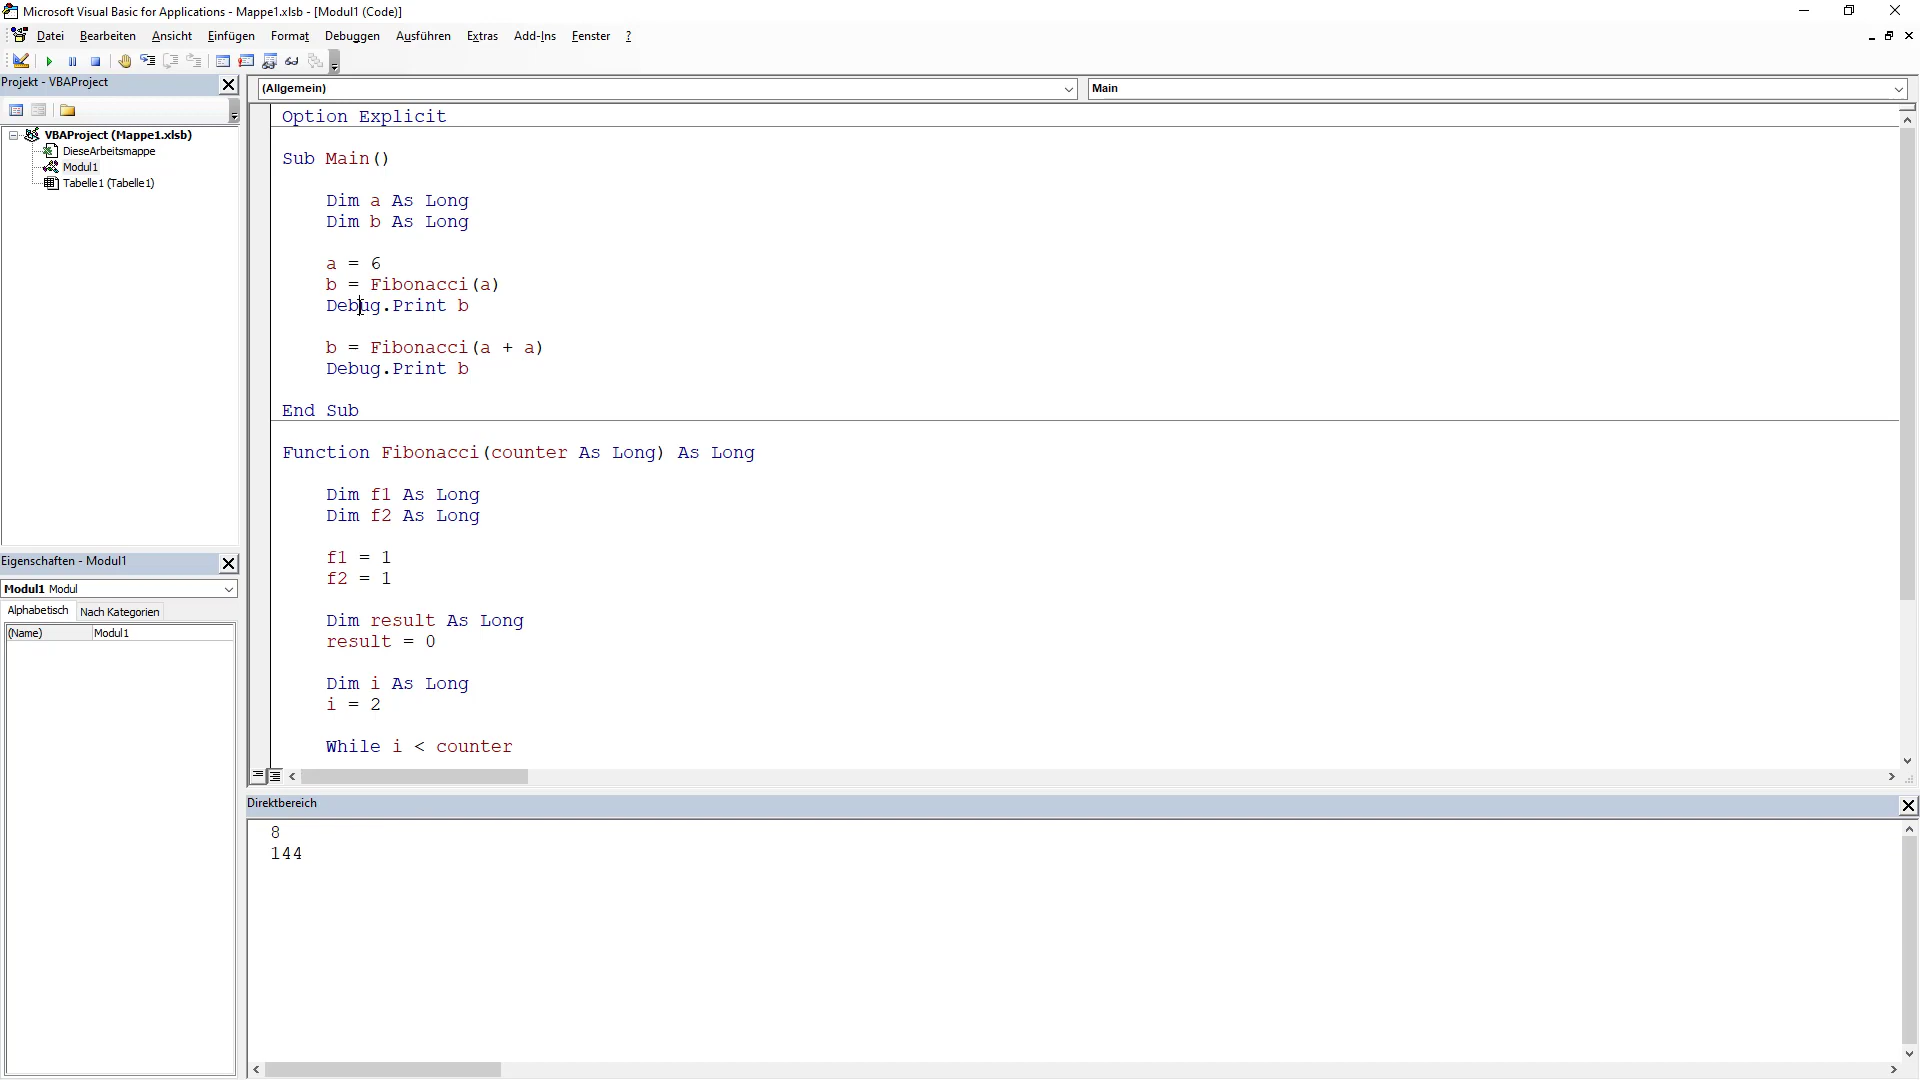 Microsoft Visual Basic for Applications - Mappe1.xlsb - [Modul1 (Code)]
Datei Bearbeiten Ansicht Einfügen Format Debuggen Ausführen Extras Add-Ins Fenster ?
Projekt - VBAProject
VBAProject (Mappe1.xlsb)
DieseArbeitsmappe
Modul1
Tabelle1 (Tabelle1)
Eigenschaften - Modul1
Modul1 Modul
Alphabetisch Nach Kategorien
(Name) Modul1
(Allgemein) Main
Option Explicit
Sub Main()
Dim a As Long
Dim b As Long
a = 6
b = Fibonacci(a)
Debug.Print b
b = Fibonacci(a + a)
Debug.Print b
End Sub
Function Fibonacci(counter As Long) As Long
Dim f1 As Long
Dim f2 As Long
f1 = 1
f2 = 1
Dim result As Long
result = 0
Dim i As Long
i = 2
While i < counter
Direktbereich
8
144